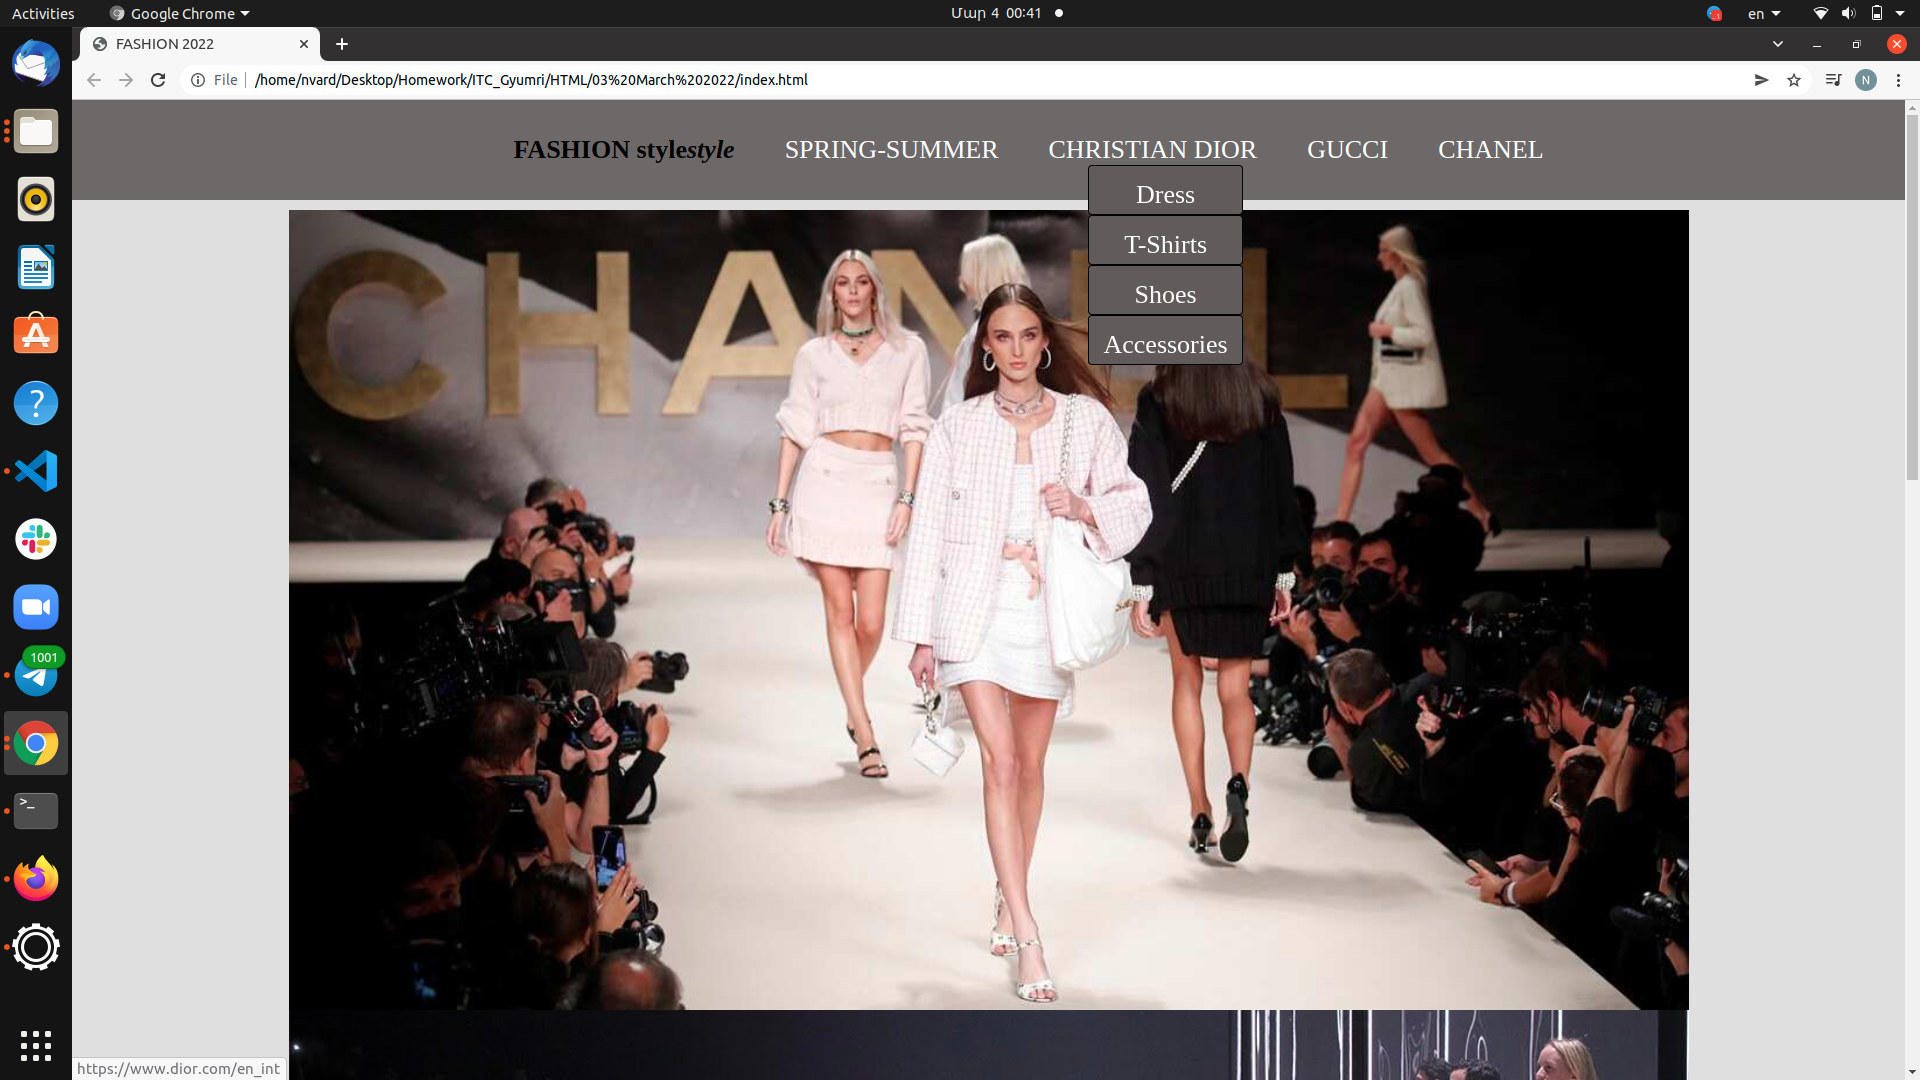 Activities
Google Chrome
Մար 4 00:41
en
FASHION 2022
File
/home/nvard/Desktop/Homework/ITC_Gyumri/HTML/03%20March%202022/index.html
N
FASHION stylestyle
SPRING-SUMMER
CHRISTIAN DIOR
GUCCI
CHANEL
Dress
T-Shirts
Shoes
Accessories
CHANEL
1001
https://www.dior.com/en_int